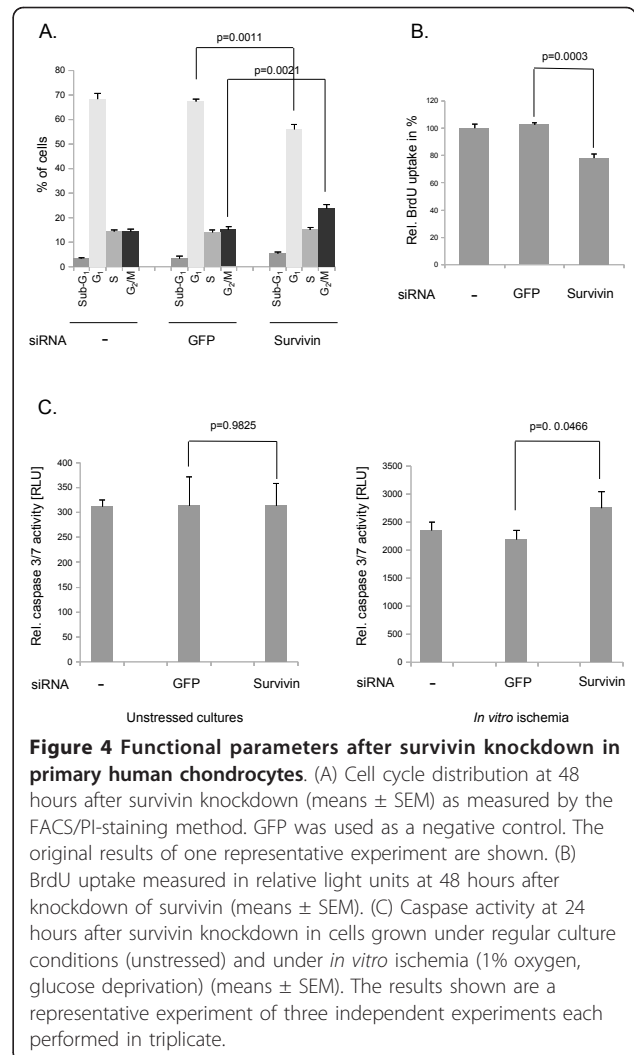 A.
p=0.0011
p=0.0021
80
70
60
50
40
30
20
10
0
% of cells
Sub-G1 G1 S G2/M Sub-G1 G1 S G2/M Sub-G1 G1 S G2/M
siRNA - GFP Survivin
B.
p=0.0003
120
100
80
60
40
20
0
Rel. BrdU uptake in %
siRNA - GFP Survivin
C.
p=0.9825
400
350
300
250
200
150
100
50
0
Rel. caspase 3/7 activity [RLU]
siRNA - GFP Survivin
Unstressed cultures
p=0. 0.0466
3500
3000
2500
2000
1500
1000
500
0
Rel. caspase 3/7 activity [RLU]
siRNA - GFP Survivin
In vitro ischemia
Figure 4 Functional parameters after survivin knockdown in
primary human chondrocytes. (A) Cell cycle distribution at 48
hours after survivin knockdown (means ± SEM) as measured by the
FACS/PI-staining method. GFP was used as a negative control. The
original results of one representative experiment are shown. (B)
BrdU uptake measured in relative light units at 48 hours after
knockdown of survivin (means ± SEM). (C) Caspase activity at 24
hours after survivin knockdown in cells grown under regular culture
conditions (unstressed) and under in vitro ischemia (1% oxygen,
glucose deprivation) (means ± SEM). The results shown are a
representative experiment of three independent experiments each
performed in triplicate.